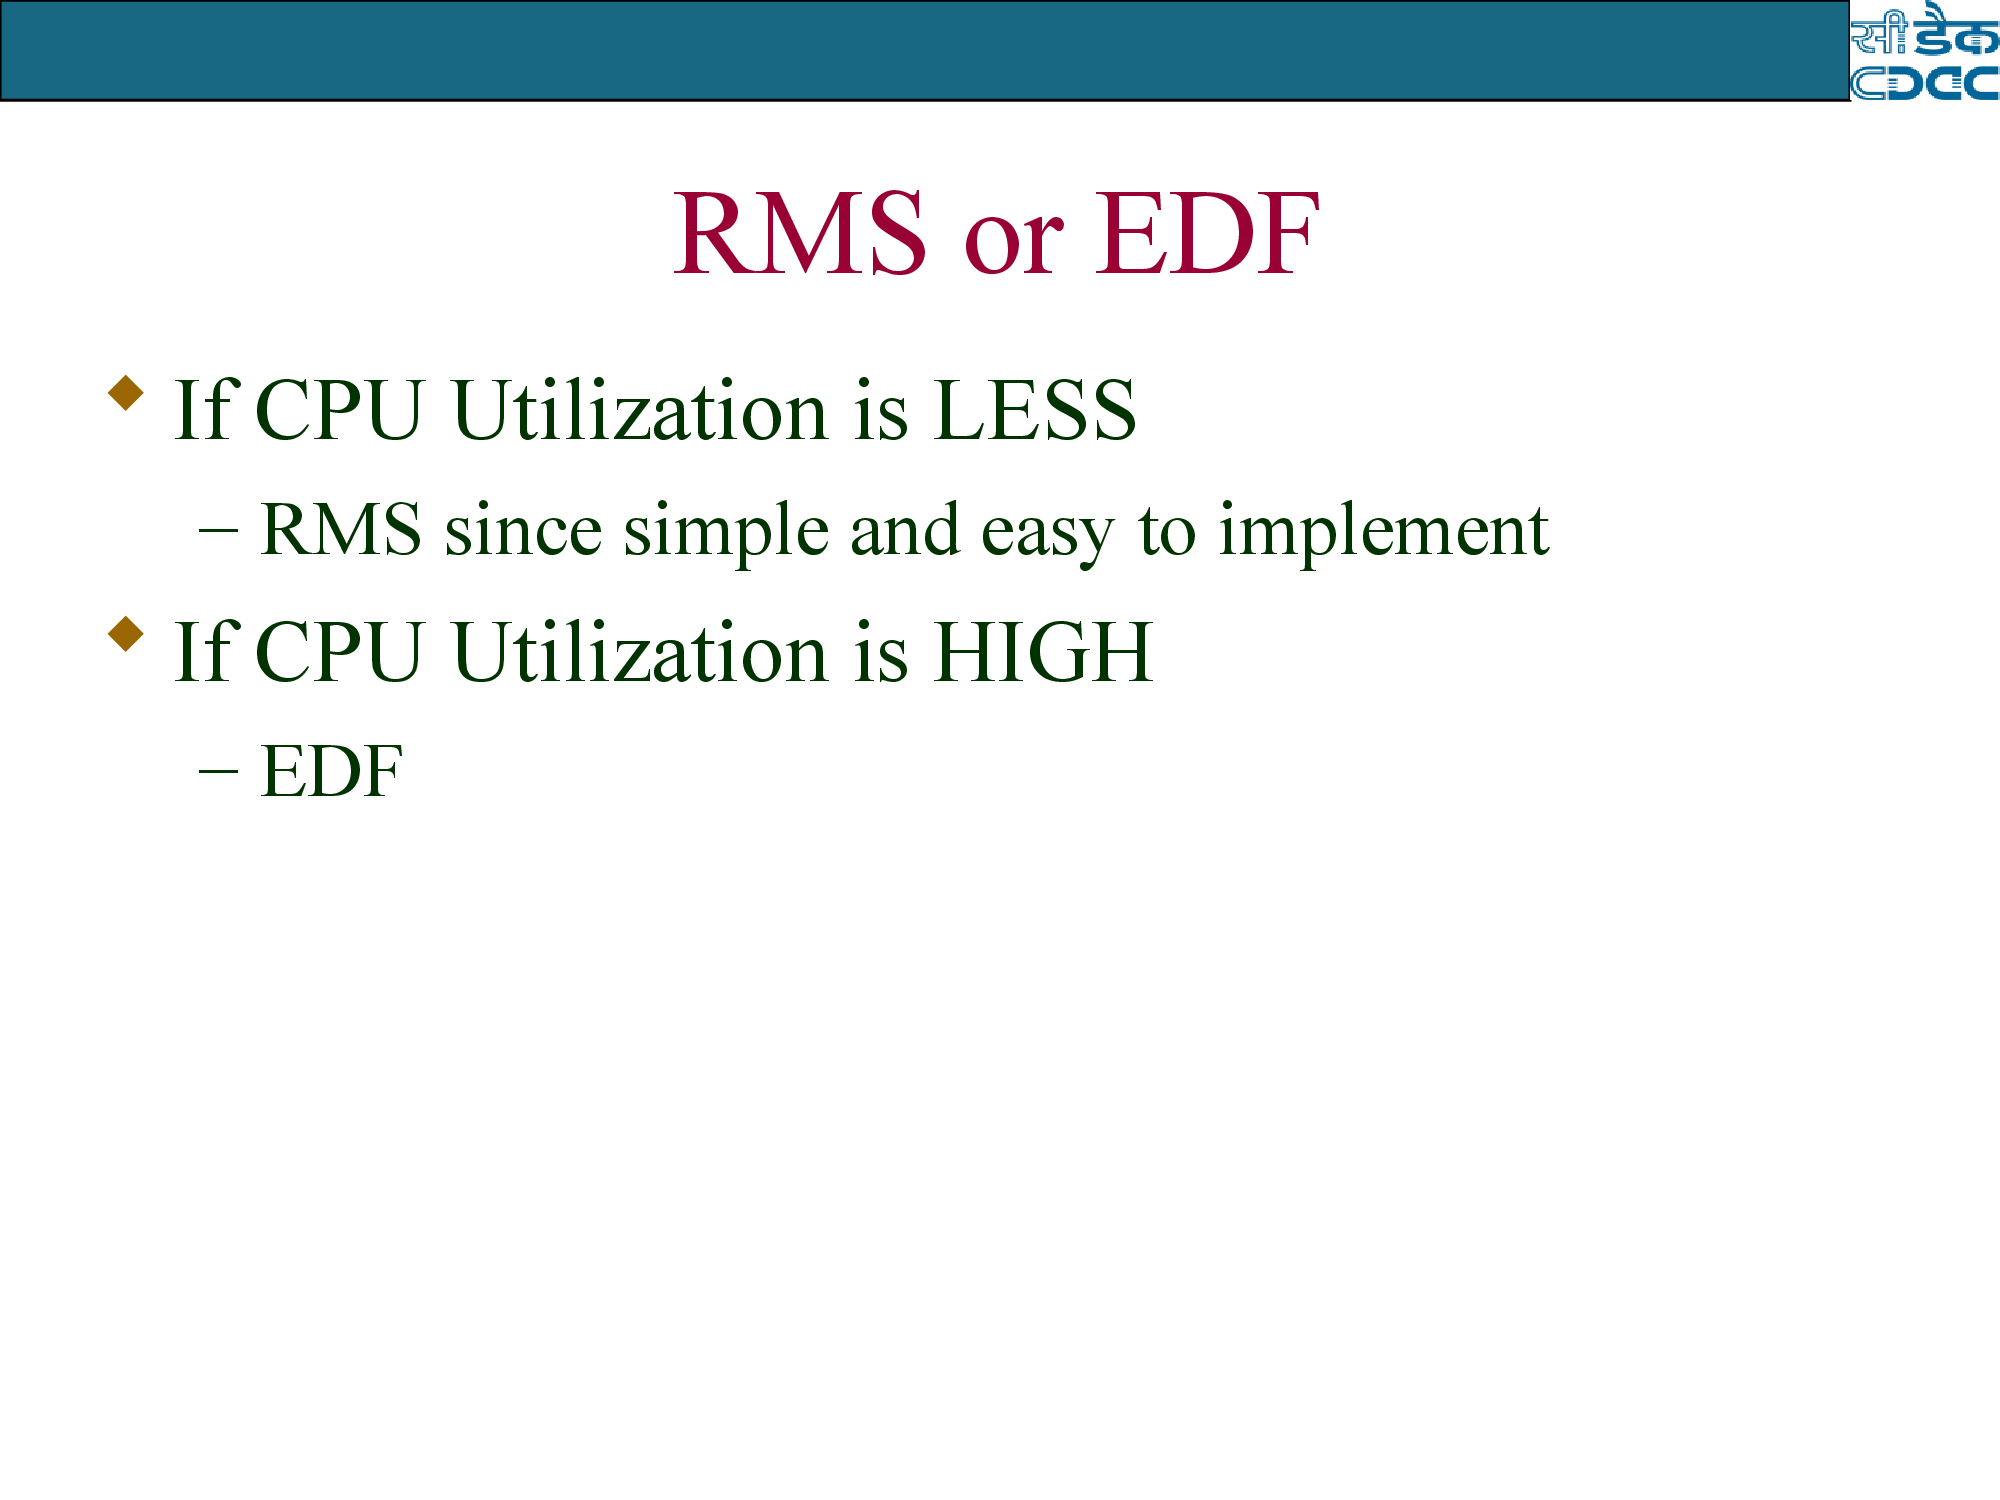 सी डैक
CDAC
RMS or EDF
If CPU Utilization is LESS
– RMS since simple and easy to implement
If CPU Utilization is HIGH
– EDF